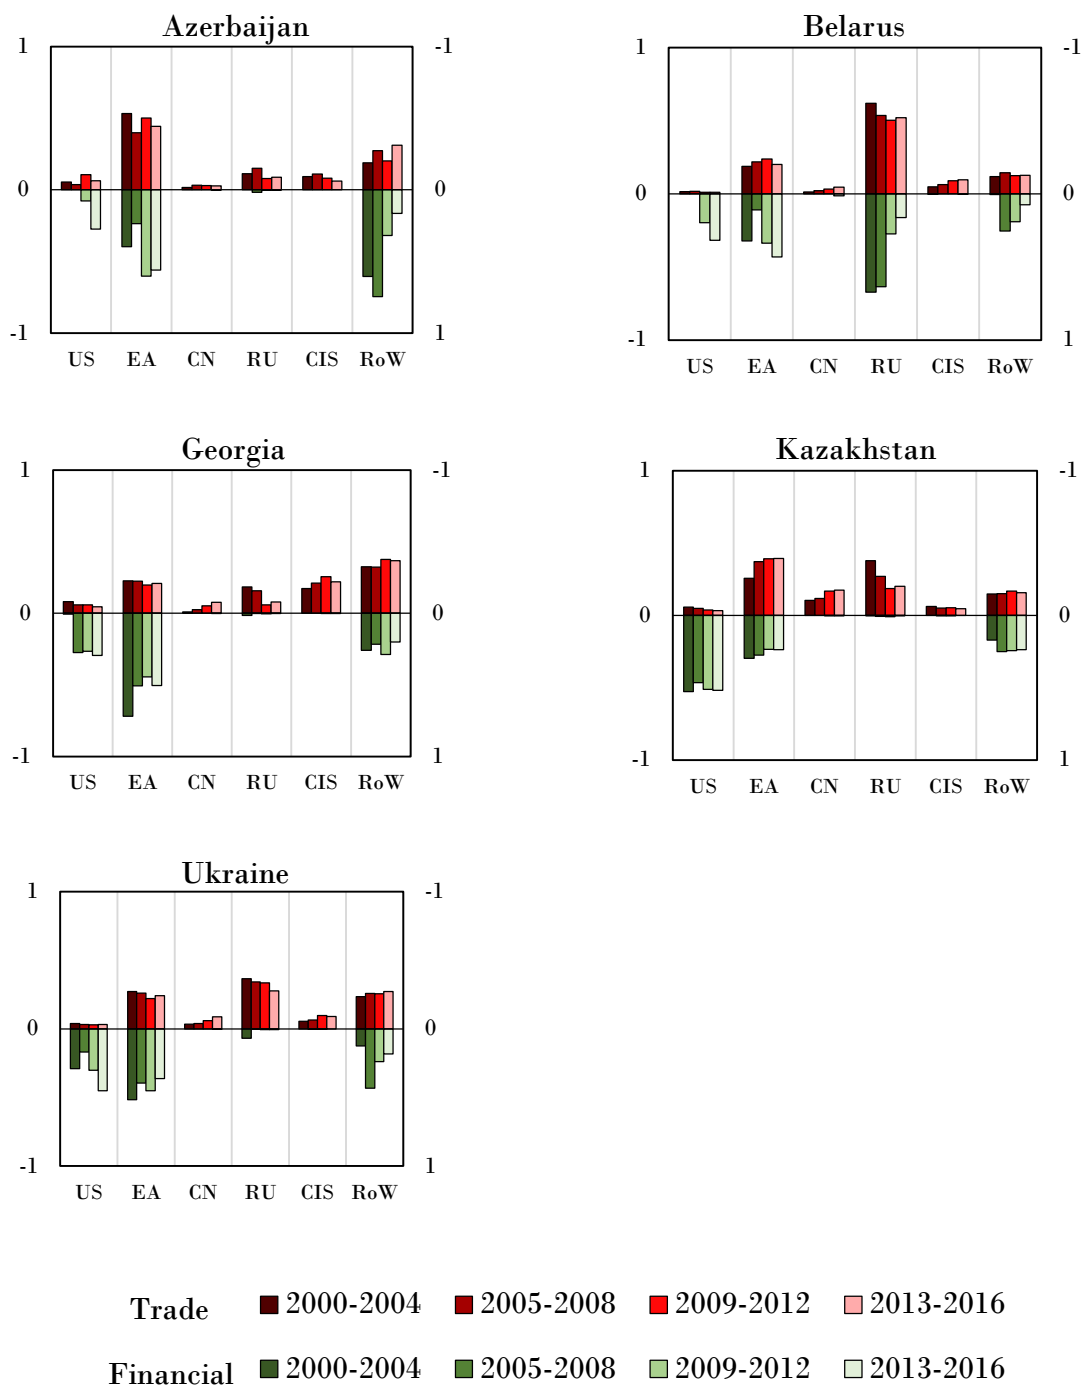 Azerbaijan
1 -1
0 0
-1 1
US EA CN RU CIS RoW
Belarus
1 -1
0 0
-1 1
US EA CN RU CIS RoW
Georgia
1 -1
0 0
-1 1
US EA CN RU CIS RoW
Kazakhstan
1 -1
0 0
-1 1
US EA CN RU CIS RoW
Ukraine
1 -1
0 0
-1 1
US EA CN RU CIS RoW
Trade 2000-2004 2005-2008 2009-2012 2013-2016
Financial 2000-2004 2005-2008 2009-2012 2013-2016